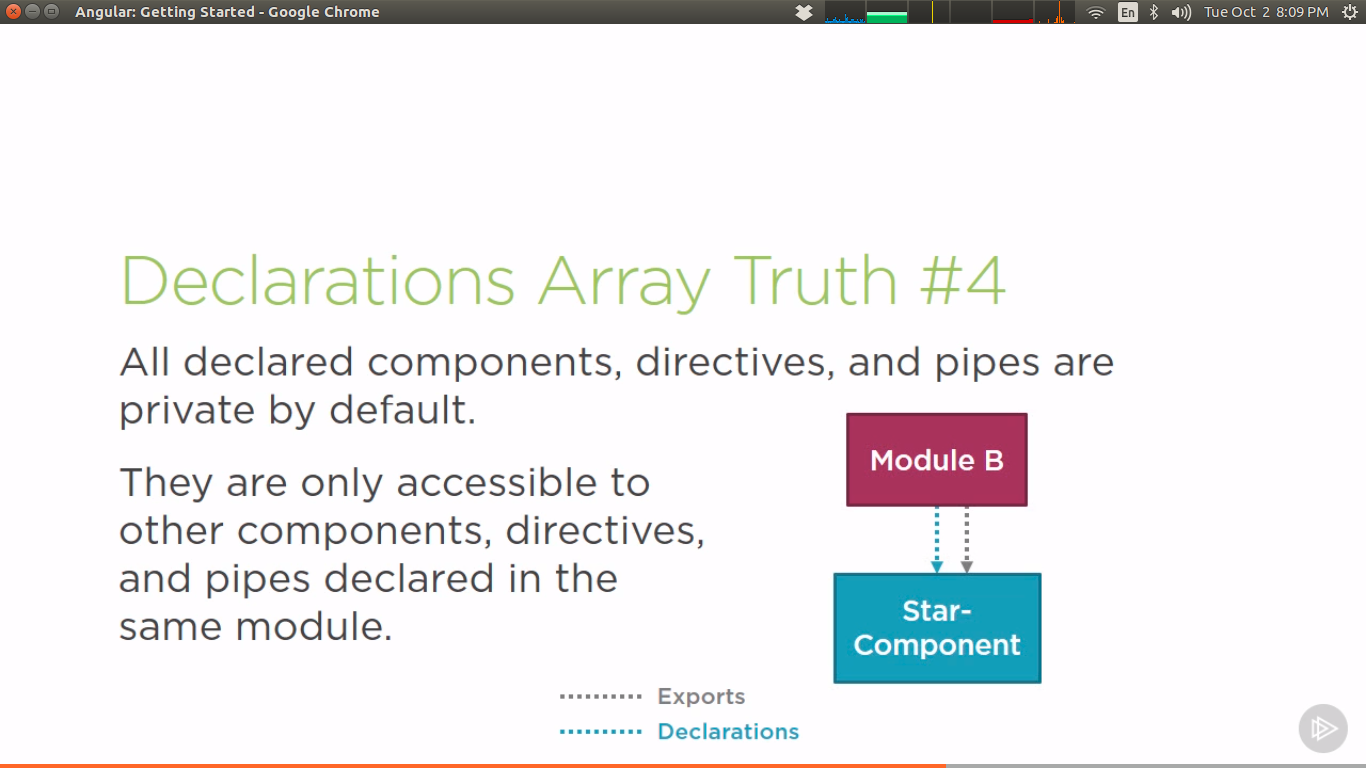 Angular: Getting Started - Google Chrome
En
Tue Oct 2 8:09 PM
Declarations Array Truth #4
All declared components, directives, and pipes are
private by default.
They are only accessible to
other components, directives,
and pipes declared in the
same module.
Module B
Star-
Component
Exports
Declarations